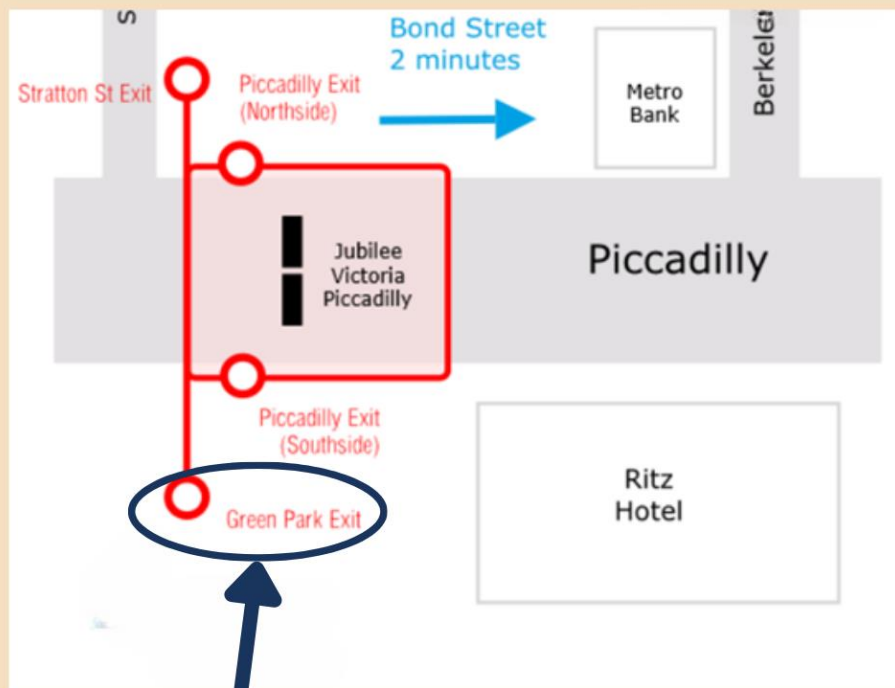 S
Bond Street
2 minutes
Berkele
Stratton St Exit
Piccadilly Exit
(Northside)
Metro
Bank
Jubilee
Victoria
Piccadilly
Piccadilly
Piccadilly Exit
(Southside)
Green Park Exit
Ritz
Hotel